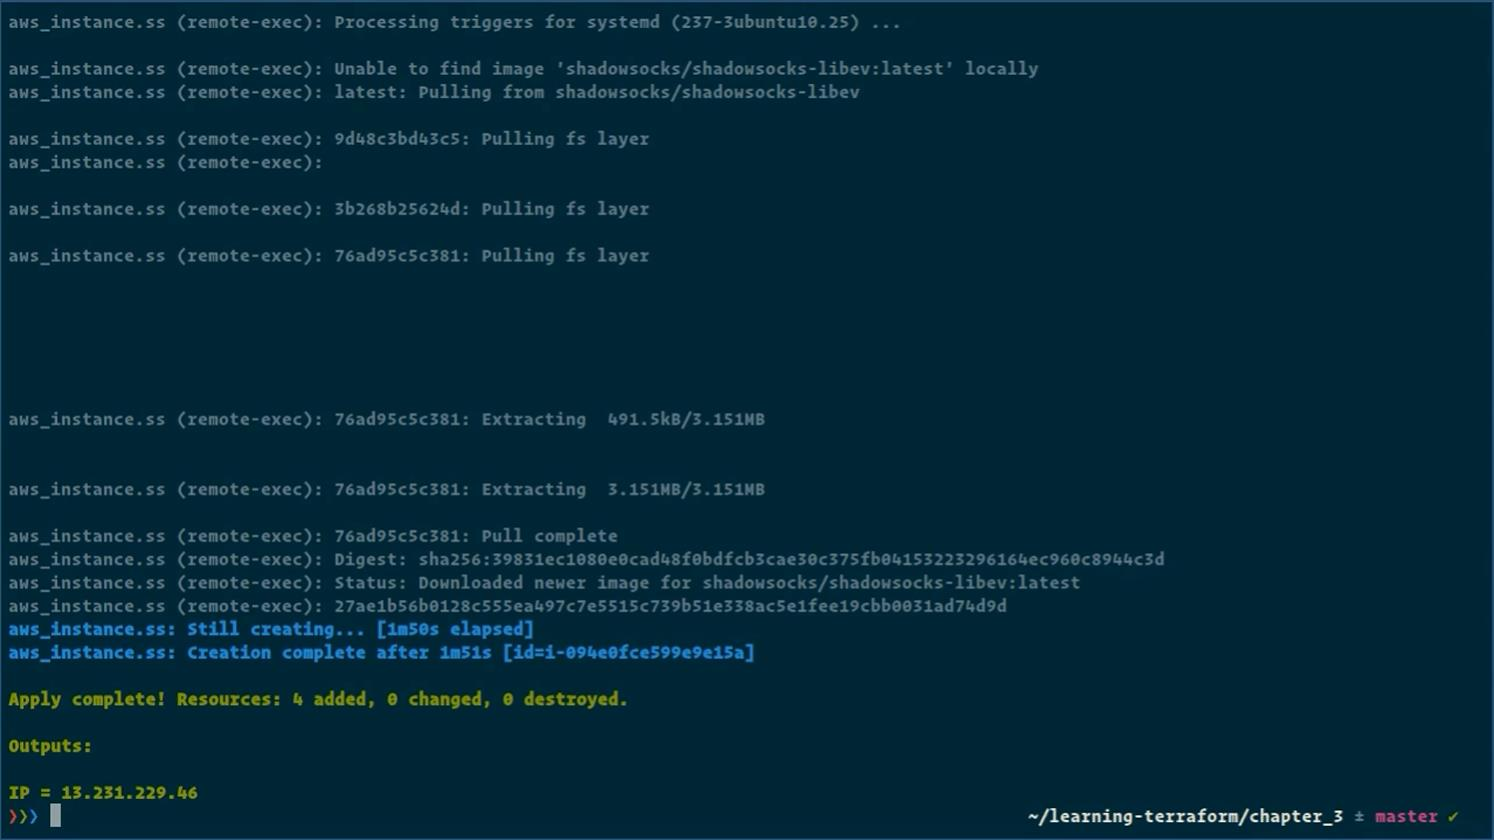 aws_instance.ss (remote-exec): Processing triggers for systemd (237-3ubuntu10.25) ...
aws_instance.ss (remote-exec): Unable to find image 'shadowsocks/shadowsocks-libev:latest' locally
aws_instance.ss (remote-exec): latest: Pulling from shadowsocks/shadowsocks-libev
aws_instance.ss (remote-exec): 9d48c3bd43c5: Pulling fs layer
aws_instance.ss (remote-exec):
aws_instance.ss (remote-exec): 3b268b25624d: Pulling fs layer
aws_instance.ss (remote-exec): 76ad95c5c381: Pulling fs layer
aws_instance.ss (remote-exec): 76ad95c5c381: Extracting  491.5kB/3.151MB
aws_instance.ss (remote-exec): 76ad95c5c381: Extracting  3.151MB/3.151MB
aws_instance.ss (remote-exec): 76ad95c5c381: Pull complete
aws_instance.ss (remote-exec): Digest: sha256:39831ec1080e0cad48f0bdfcb3cae30c375fb04153223296164ec960c8944c3d
aws_instance.ss (remote-exec): Status: Downloaded newer image for shadowsocks/shadowsocks-libev:latest
aws_instance.ss (remote-exec): 27ae1b56b0128c555ea497c7e5515c739b51e338ac5e1fee19cbb0031ad74d9d
aws_instance.ss: Still creating... [1m50s elapsed]
aws_instance.ss: Creation complete after 1m51s [id=i-094e0fce599e9e15a]
Apply complete! Resources: 4 added, 0 changed, 0 destroyed.
Outputs:
IP = 13.231.229.46
❯❯❯ ~/learning-terraform/chapter_3 ± master ✓